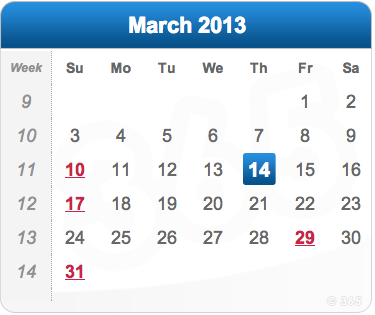 March 2013
Week Su Mo Tu We Th Fr Sa
9 1 2
10 3 4 5 6 7 8 9
11 10 11 12 13 14 15 16
12 17 18 19 20 21 22 23
13 24 25 26 27 28 29 30
14 31
© 365